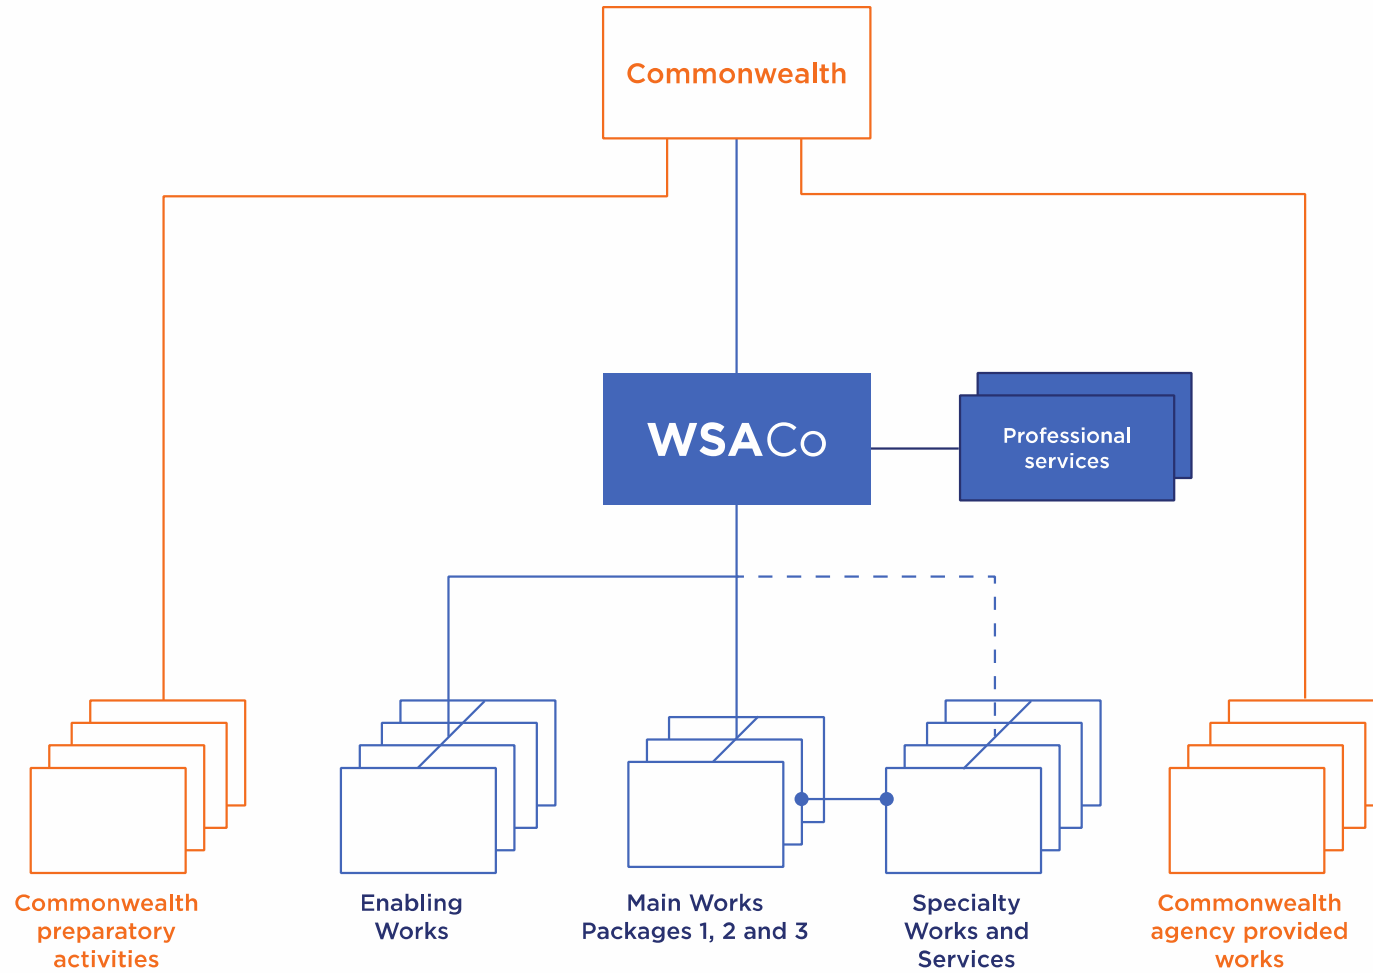 Commonwealth
WSACo
Professional
services
Commonwealth
preparatory
activities
Enabling
Works
Main Works
Packages 1, 2 and 3
Specialty
Works and
Services
Commonwealth
agency provided
works